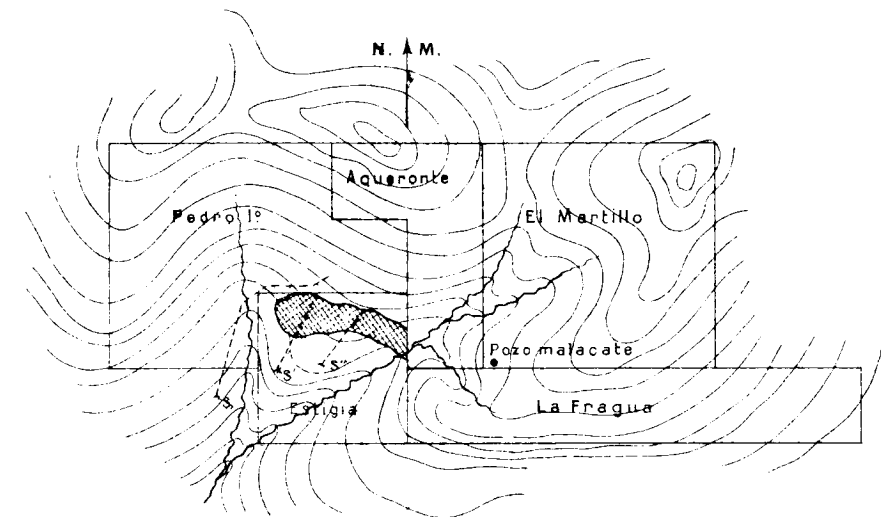 N. M.
Aqueronte
Pedro 1º
El Martillo
Pozo malacate
S'
S"
S
Estigia
La Fragua